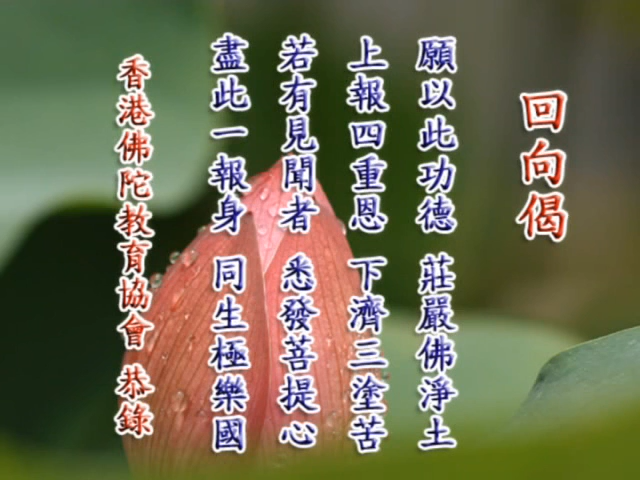 回向偈
願以此功德 莊嚴佛淨土
上報四重恩 下濟三塗苦
若有見聞者 悉發菩提心
盡此一報身 同生極樂國
香港佛陀教育協會 恭錄